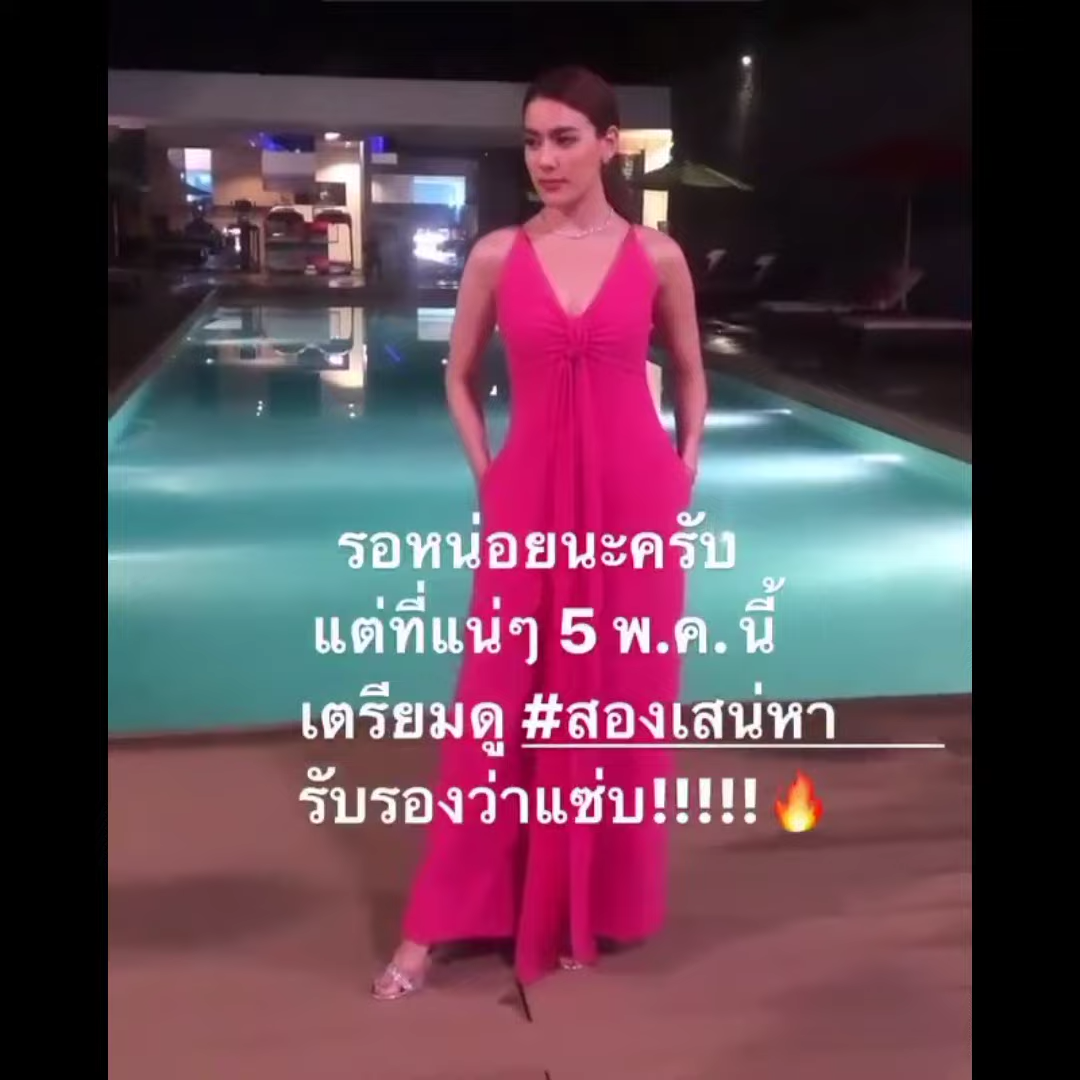 รอหน่อยนะครับ
แต่ที่แน่ๆ 5 พ.ค. นี้
เตรียมดู #สองเสน่หา
รับรองว่าแซ่บ!!!!!🔥